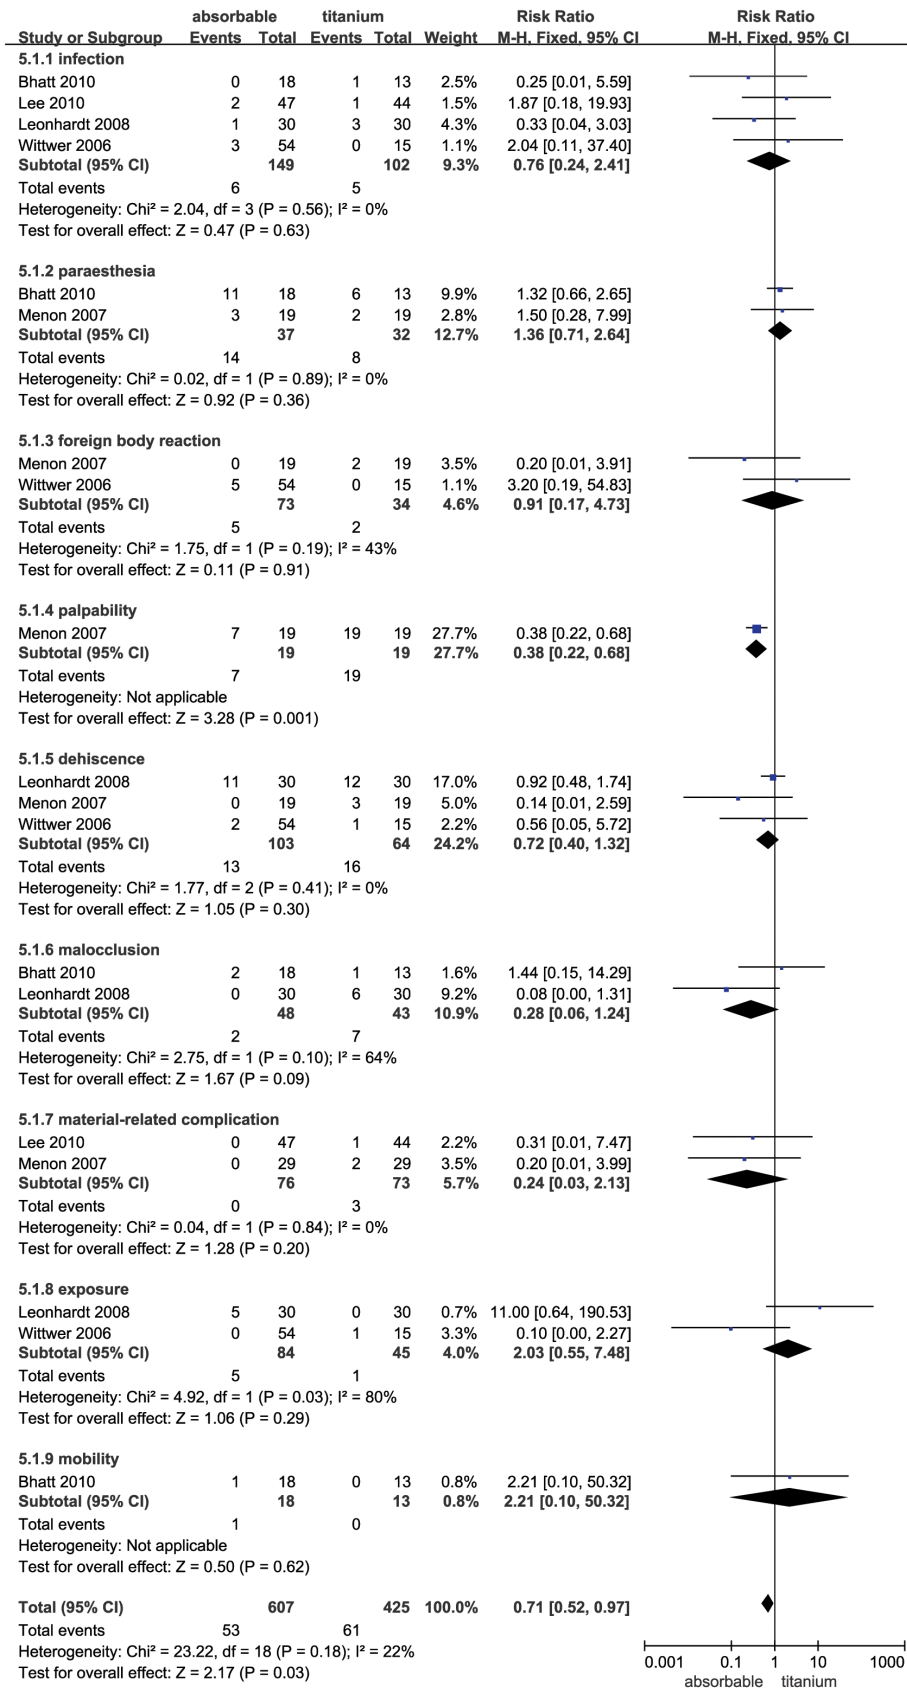 absorbable titanium Risk Ratio Risk Ratio
Study or Subgroup Events Total Events Total Weight M-H, Fixed, 95% CI M-H, Fixed, 95% CI
5.1.1 infection
Bhatt 2010 0 18 1 13 2.5% 0.25 [0.01, 5.59]
Lee 2010 2 47 1 44 1.5% 1.87 [0.18, 19.93]
Leonhardt 2008 1 30 3 30 4.3% 0.33 [0.04, 3.03]
Wittwer 2006 3 54 0 15 1.1% 2.04 [0.11, 37.40]
Subtotal (95% CI) 149 102 9.3% 0.76 [0.24, 2.41]
Total events 6 5
Heterogeneity: Chi² = 2.04, df = 3 (P = 0.56); I² = 0%
Test for overall effect: Z = 0.47 (P = 0.63)
5.1.2 paraesthesia
Bhatt 2010 11 18 6 13 9.9% 1.32 [0.66, 2.65]
Menon 2007 3 19 2 19 2.8% 1.50 [0.28, 7.99]
Subtotal (95% CI) 37 32 12.7% 1.36 [0.71, 2.64]
Total events 14 8
Heterogeneity: Chi² = 0.02, df = 1 (P = 0.89); I² = 0%
Test for overall effect: Z = 0.92 (P = 0.36)
5.1.3 foreign body reaction
Menon 2007 0 19 2 19 3.5% 0.20 [0.01, 3.91]
Wittwer 2006 5 54 0 15 1.1% 3.20 [0.19, 54.83]
Subtotal (95% CI) 73 34 4.6% 0.91 [0.17, 4.73]
Total events 5 2
Heterogeneity: Chi² = 1.75, df = 1 (P = 0.19); I² = 43%
Test for overall effect: Z = 0.11 (P = 0.91)
5.1.4 palpability
Menon 2007 7 19 19 19 27.7% 0.38 [0.22, 0.68]
Subtotal (95% CI) 19 19 27.7% 0.38 [0.22, 0.68]
Total events 7 19
Heterogeneity: Not applicable
Test for overall effect: Z = 3.28 (P = 0.001)
5.1.5 dehiscence
Leonhardt 2008 11 30 12 30 17.0% 0.92 [0.48, 1.74]
Menon 2007 0 19 3 19 5.0% 0.14 [0.01, 2.59]
Wittwer 2006 2 54 1 15 2.2% 0.56 [0.05, 5.72]
Subtotal (95% CI) 103 64 24.2% 0.72 [0.40, 1.32]
Total events 13 16
Heterogeneity: Chi² = 1.77, df = 2 (P = 0.41); I² = 0%
Test for overall effect: Z = 1.05 (P = 0.30)
5.1.6 malocclusion
Bhatt 2010 2 18 1 13 1.6% 1.44 [0.15, 14.29]
Leonhardt 2008 0 30 6 30 9.2% 0.08 [0.00, 1.31]
Subtotal (95% CI) 48 43 10.9% 0.28 [0.06, 1.24]
Total events 2 7
Heterogeneity: Chi² = 2.75, df = 1 (P = 0.10); I² = 64%
Test for overall effect: Z = 1.67 (P = 0.09)
5.1.7 material-related complication
Lee 2010 0 47 1 44 2.2% 0.31 [0.01, 7.47]
Menon 2007 0 29 2 29 3.5% 0.20 [0.01, 3.99]
Subtotal (95% CI) 76 73 5.7% 0.24 [0.03, 2.13]
Total events 0 3
Heterogeneity: Chi² = 0.04, df = 1 (P = 0.84); I² = 0%
Test for overall effect: Z = 1.28 (P = 0.20)
5.1.8 exposure
Leonhardt 2008 5 30 0 30 0.7% 11.00 [0.64, 190.53]
Wittwer 2006 0 54 1 15 3.3% 0.10 [0.00, 2.27]
Subtotal (95% CI) 84 45 4.0% 2.03 [0.55, 7.48]
Total events 5 1
Heterogeneity: Chi² = 4.92, df = 1 (P = 0.03); I² = 80%
Test for overall effect: Z = 1.06 (P = 0.29)
5.1.9 mobility
Bhatt 2010 1 18 0 13 0.8% 2.21 [0.10, 50.32]
Subtotal (95% CI) 18 13 0.8% 2.21 [0.10, 50.32]
Total events 1 0
Heterogeneity: Not applicable
Test for overall effect: Z = 0.50 (P = 0.62)
Total (95% CI) 607 425 100.0% 0.71 [0.52, 0.97]
Total events 53 61
Heterogeneity: Chi² = 23.22, df = 18 (P = 0.18); I² = 22%
Test for overall effect: Z = 2.17 (P = 0.03)
0.001 0.1 1 10 1000
absorbable titanium